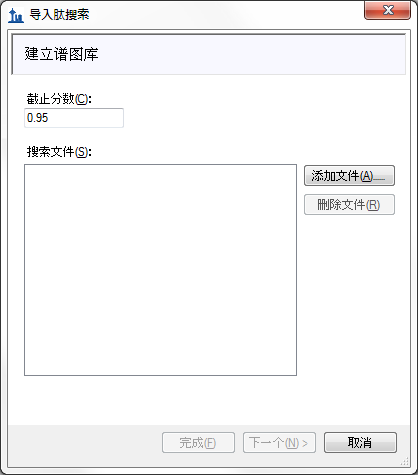 导入肽搜索
建立谱图库
截止分数(C):
0.95
搜索文件(S):
添加文件(A)...
删除文件(R)
完成(F)
下一个(N) >
取消